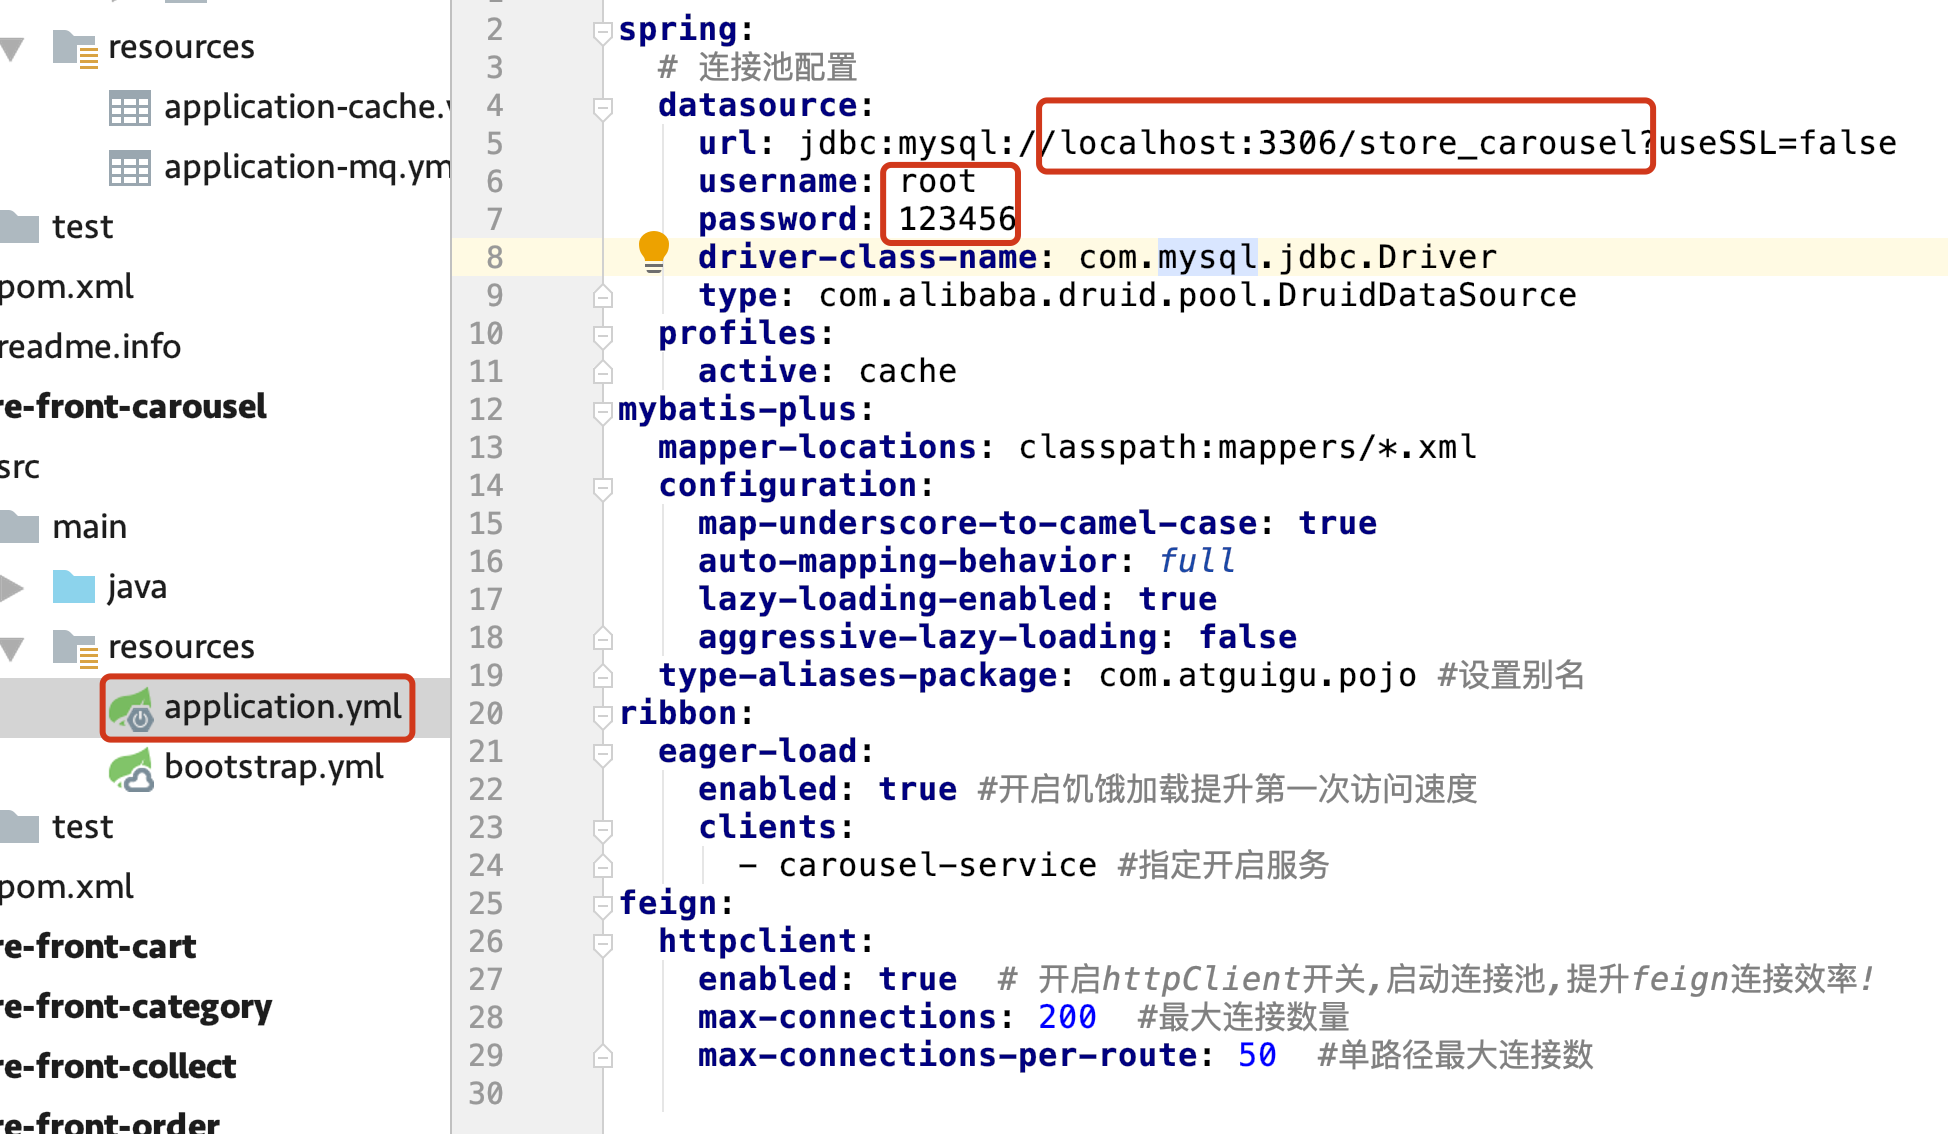 resources
application-cache.
application-mq.ym
test
pom.xml
readme.info
re-front-carousel
src
main
java
resources
application.yml
bootstrap.yml
test
pom.xml
re-front-cart
re-front-category
re-front-collect
re-front-order
2 spring:
3 # 连接池配置
4 datasource:
5 url: jdbc:mysql://localhost:3306/store_carousel?useSSL=false
6 username: root
7 password: 123456
8 driver-class-name: com.mysql.jdbc.Driver
9 type: com.alibaba.druid.pool.DruidDataSource
10 profiles:
11 active: cache
12 mybatis-plus:
13 mapper-locations: classpath:mappers/*.xml
14 configuration:
15 map-underscore-to-camel-case: true
16 auto-mapping-behavior: full
17 lazy-loading-enabled: true
18 aggressive-lazy-loading: false
19 type-aliases-package: com.atguigu.pojo #设置别名
20 ribbon:
21 eager-load:
22 enabled: true #开启饥饿加载提升第一次访问速度
23 clients:
24 - carousel-service #指定开启服务
25 feign:
26 httpclient:
27 enabled: true # 开启httpClient开关,启动连接池,提升feign连接效率!
28 max-connections: 200 #最大连接数量
29 max-connections-per-route: 50 #单路径最大连接数
30